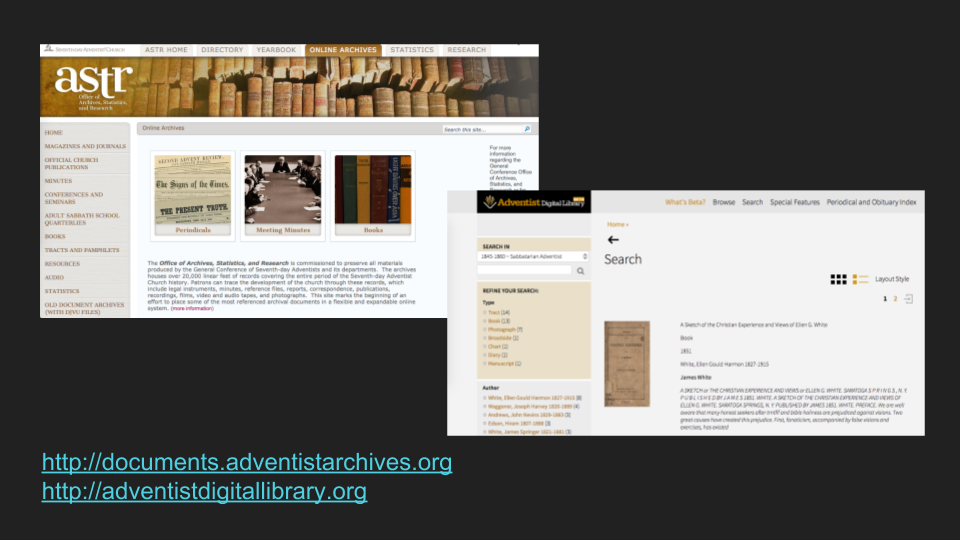 SEVENTH-DAY ADVENTIST CHURCH
ASTR HOME DIRECTORY YEARBOOK ONLINE ARCHIVES STATISTICS RESEARCH
astr
Office of
Archives, Statistics,
and Research
HOME
MAGAZINES AND JOURNALS
OFFICIAL CHURCH
PUBLICATIONS
MINUTES
CONFERENCES AND
SEMINARS
ADULT SABBATH SCHOOL
QUARTERLIES
BOOKS
TRACTS AND PAMPHLETS
RESOURCES
AUDIO
STATISTICS
OLD DOCUMENT ARCHIVES
(WITH DJVU FILES)
Online Archives
Search this site...
SECOND ADVENT REVIEW,
The Signs of the Times,
THE PRESENT TRUTH.
Periodicals
Meeting Minutes
Books
For more
information
regarding the
General
Conference Office
of Archives,
Statistics, and
The Office of Archives, Statistics, and Research is commissioned to preserve all materials
produced by the General Conference of Seventh-day Adventists and its departments. The archives
houses over 20,000 linear feet of records covering the entire period of the Seventh-day Adventist
Church history. Patrons can trace the development of the church through these records, which
include legal instruments, minutes, reference files, reports, correspondence, publications,
recordings, films, video and audio tapes, and photographs. This site marks the beginning of an
effort to place some of the most referenced archival documents in a flexible and expandable online
system. (more information)
Adventist Digital Library BETA
What's Beta? Browse Search Special Features Periodical and Obituary Index
SEARCH IN
1845-1860 - Sabbatarian Adventist
REFINE YOUR SEARCH:
Type
Tract (14)
Book (13)
Photograph (7)
Broadside (1)
Chart (1)
Diary (1)
Manuscript (1)
Author
White, Ellen Gould Harmon 1827-1915 (8)
Waggoner, Joseph Harvey 1820-1889 (4)
Andrews, John Nevins 1829-1883 (3)
Edson, Hiram 1807-1888 (3)
White, James Springer 1821-1881 (3)
Home »
Search
Layout Style
1 2
A Sketch of the Christian Experience and Views of Ellen G. White
Book
1851
White, Ellen Gould Harmon 1827-1915
James White
A SKETCH or THE CHRISTIAN EXPERIENCE AND VIEWS or ELLEN G. WHITE. SARATOGA S P R I N G S , N. Y.
P U B L I S H E D B Y J A M E S 1851. WHITE. A SKETCH OF THE CHRISTIAN EXPERIENCE AND VIEWS OF
ELLEN G. WHITE. SARATOGA SPRINGS, N. Y. PUBLISHED BY JAMES 1851. WHITE. PREFACE. We are well
aware that many honest seekers after and bible holiness are prejudiced against visions. Two
great causes have created this prejudice. First, fanaticism, accompanied by false visions and
exercises, has existed
http://documents.adventistarchives.org
http://adventistdigitallibrary.org